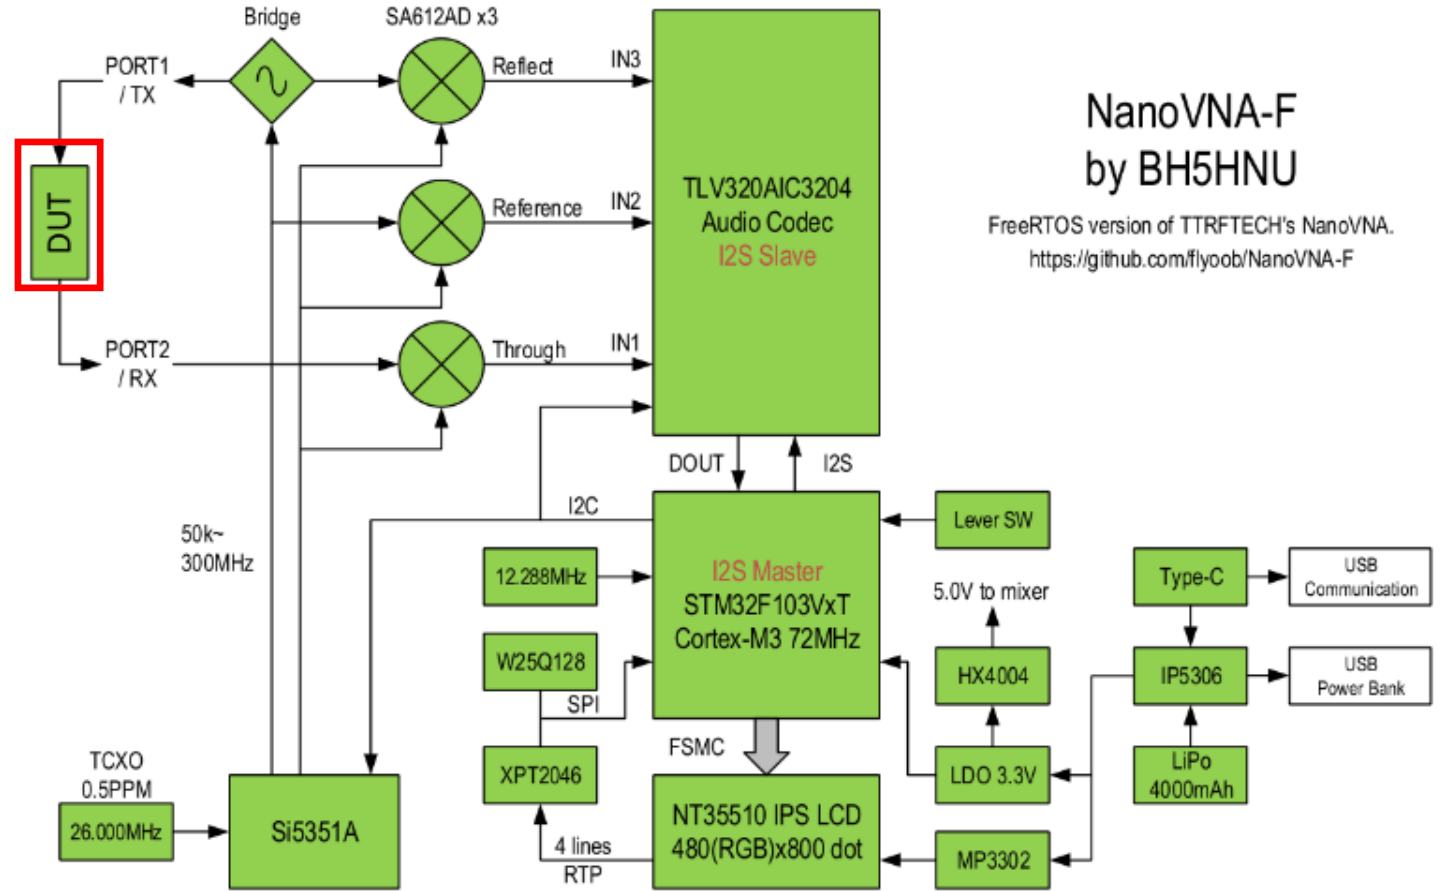 Bridge
SA612AD x3
PORT1
/ TX
Reflect
IN3
DUT
Reference
IN2
PORT2
/ RX
Through
IN1
TLV320AIC3204
Audio Codec
I2S Slave
NanoVNA-F
by BH5HNU
FreeRTOS version of TTRFTECH's NanoVNA.
https://github.com/flyoob/NanoVNA-F
DOUT
I2S
I2C
50k~
300MHz
12.288MHz
I2S Master
STM32F103VxT
Cortex-M3 72MHz
Lever SW
5.0V to mixer
Type-C
USB
Communication
W25Q128
SPI
HX4004
IP5306
USB
Power Bank
FSMC
TCXO
0.5PPM
26.000MHz
Si5351A
XPT2046
4 lines
RTP
NT35510 IPS LCD
480(RGB)x800 dot
LDO 3.3V
LiPo
4000mAh
MP3302